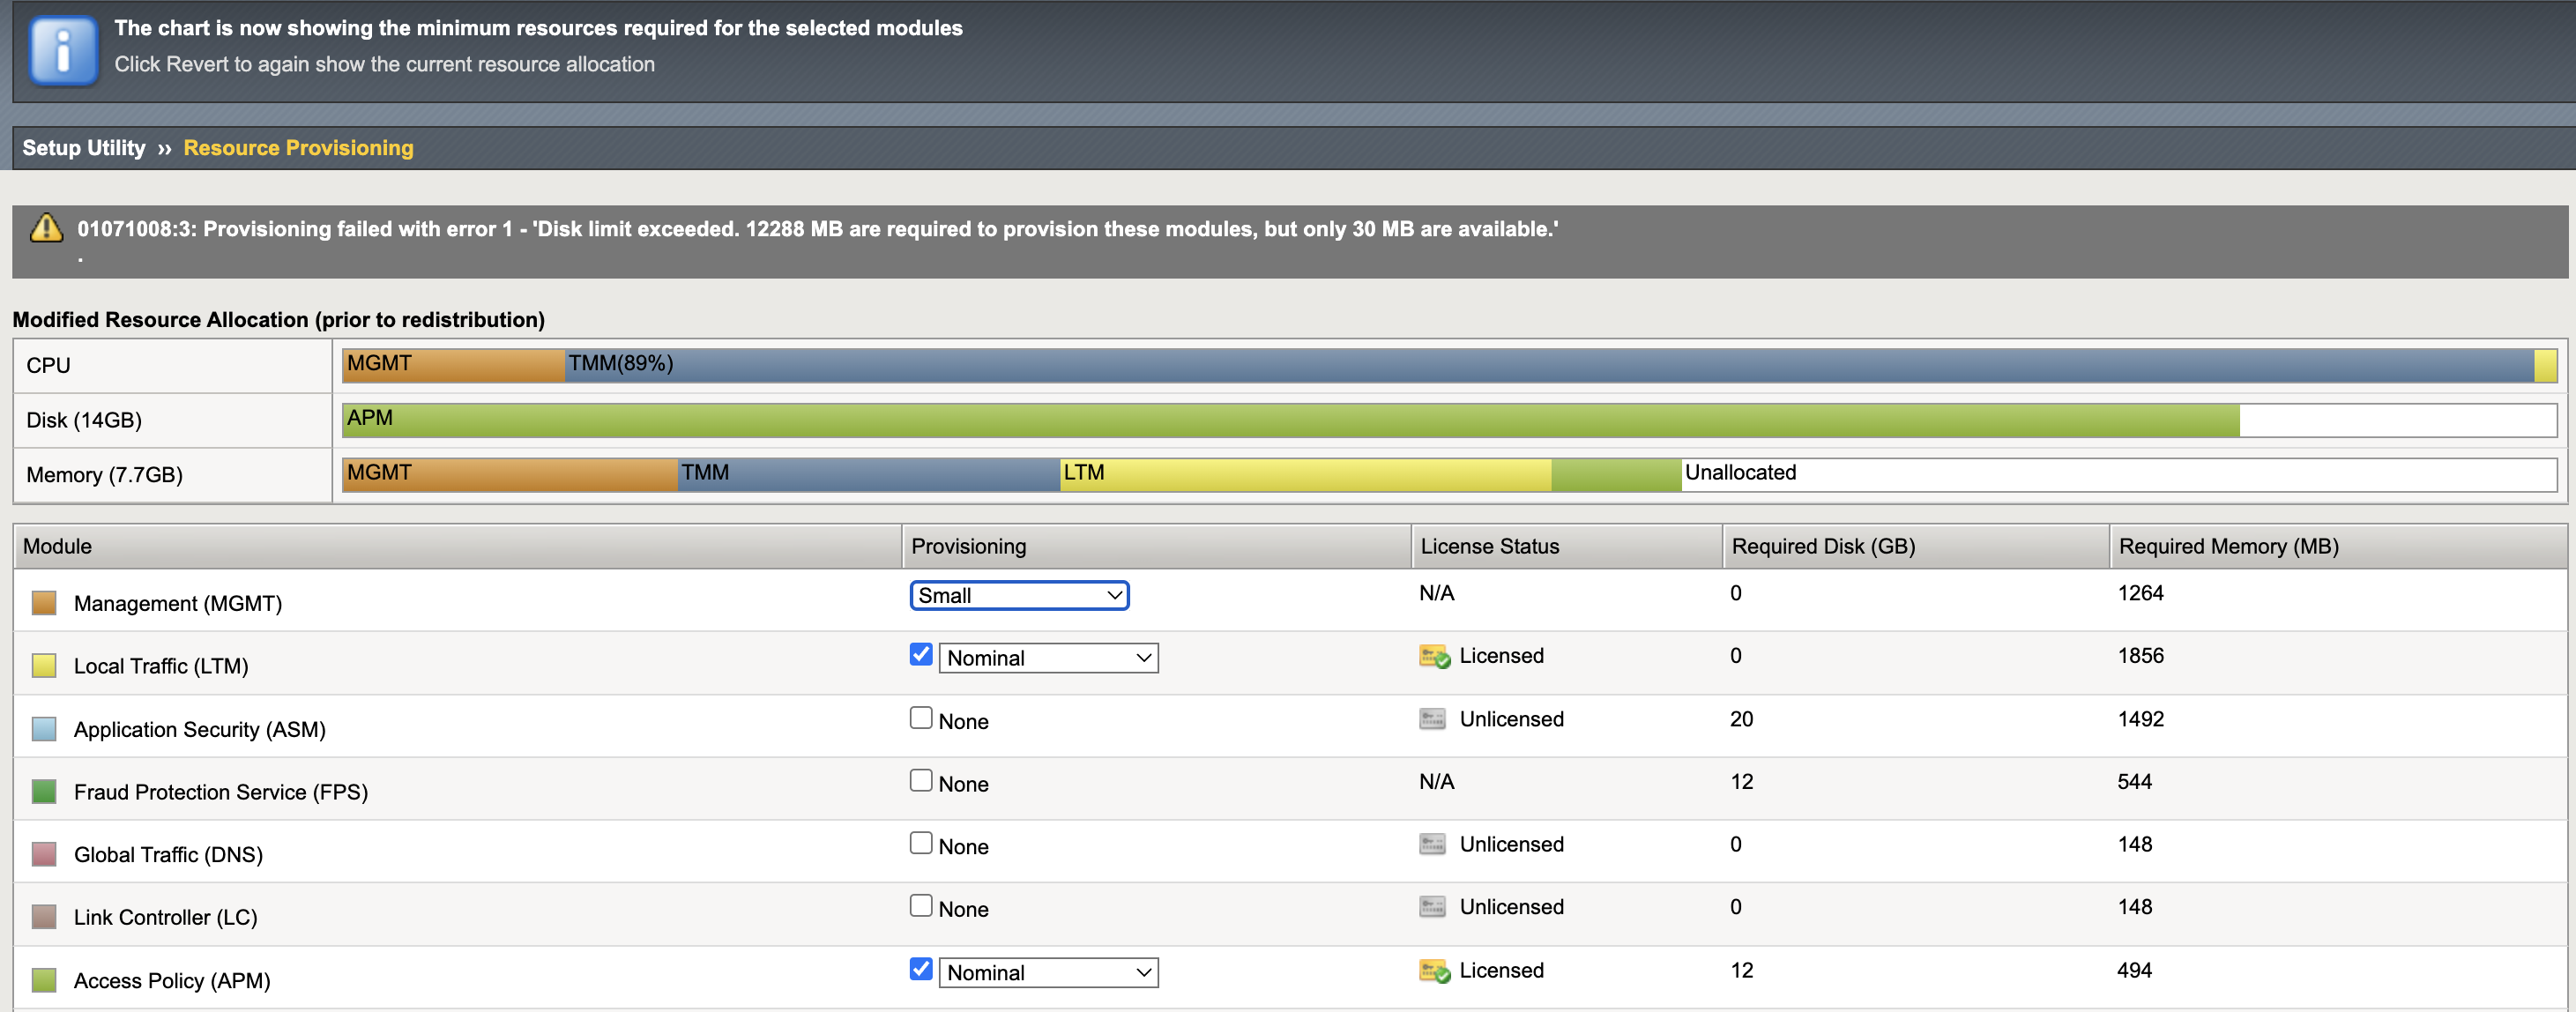 The chart is now showing the minimum resources required for the selected modules
Click Revert to again show the current resource allocation
Setup Utility ›› Resource Provisioning
01071008:3: Provisioning failed with error 1 - 'Disk limit exceeded. 12288 MB are required to provision these modules, but only 30 MB are available.'
.
Modified Resource Allocation (prior to redistribution)
CPU MGMT TMM(89%)
Disk (14GB) APM
Memory (7.7GB) MGMT TMM LTM Unallocated
Module Provisioning License Status Required Disk (GB) Required Memory (MB)
Management (MGMT) Small N/A 0 1264
Local Traffic (LTM) Nominal Licensed 0 1856
Application Security (ASM) None Unlicensed 20 1492
Fraud Protection Service (FPS) None N/A 12 544
Global Traffic (DNS) None Unlicensed 0 148
Link Controller (LC) None Unlicensed 0 148
Access Policy (APM) Nominal Licensed 12 494